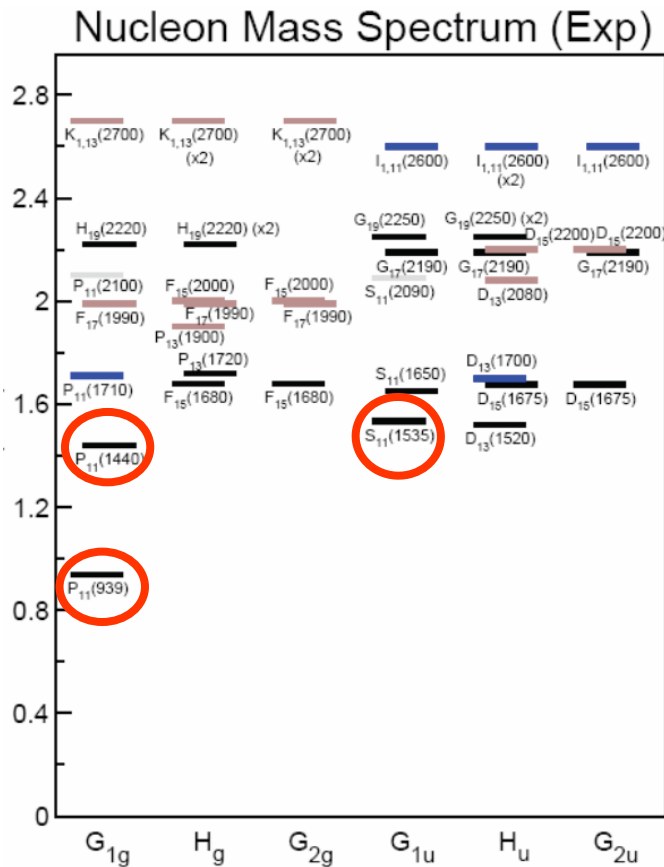 Nucleon Mass Spectrum (Exp)
2.8
2.4
2
1.6
1.2
0.8
0.4
0
K₁,₁₃(2700)
H₁₉(2220)
P₁₁(2100)
F₁₇(1990)
P₁₁(1710)
P₁₁(1440)
P₁₁(939)
K₁,₁₃(2700)
(x2)
H₁₉(2220) (x2)
F₁₅(2000)
F₁₇(1990)
P₁₃(1900)
P₁₃(1720)
F₁₅(1680)
K₁,₁₃(2700)
(x2)
F₁₅(2000)
F₁₇(1990)
F₁₅(1680)
I₁,₁₁(2600)
G₁₉(2250)
G₁₇(2190)
S₁₁(2090)
S₁₁(1650)
S₁₁(1535)
I₁,₁₁(2600)
(x2)
G₁₉(2250) (x2)
D₁₅(2200)
G₁₇(2190)
D₁₃(2080)
D₁₃(1700)
D₁₅(1675)
D₁₃(1520)
I₁,₁₁(2600)
D₁₅(2200)
G₁₇(2190)
D₁₅(1675)
G₁g H_g G₂g G₁u H_u G₂u